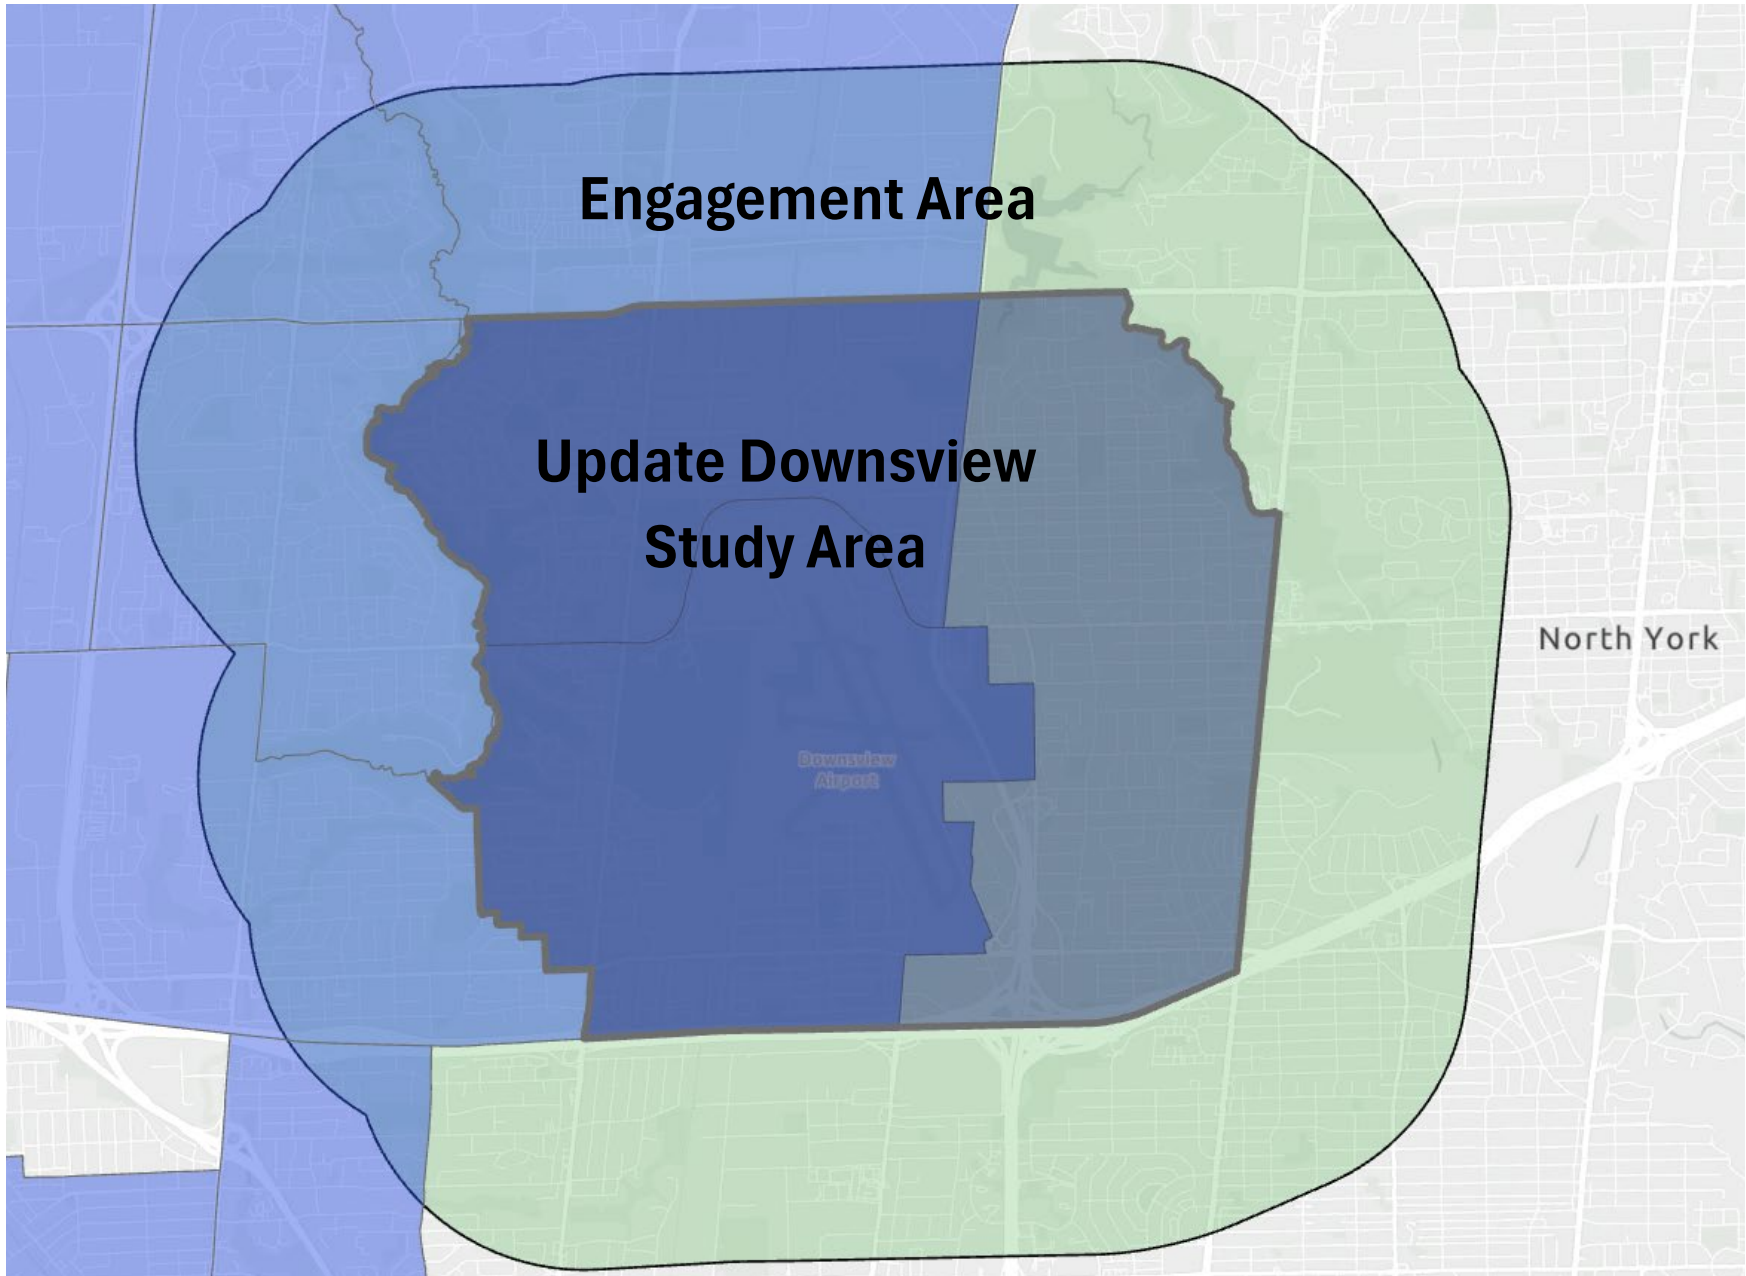 Engagement Area
Update Downsview
Study Area
North York
Downsview
Airport